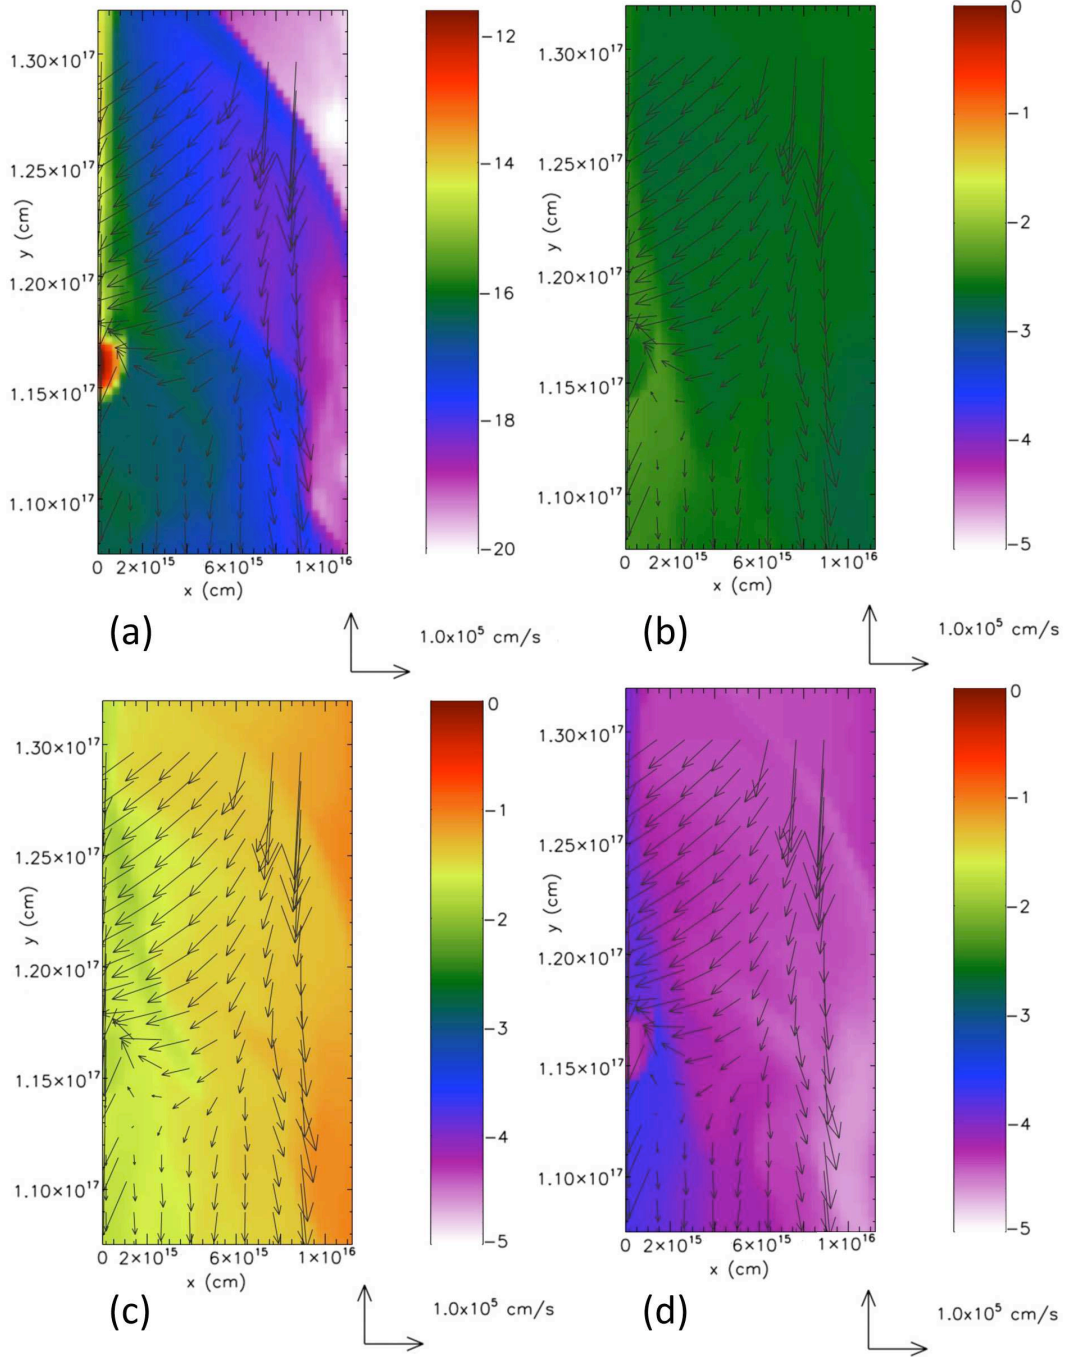 1.30×10¹⁷
1.25×10¹⁷
1.20×10¹⁷
1.15×10¹⁷
1.10×10¹⁷
y (cm)
0 2×10¹⁵ 6×10¹⁵ 1×10¹⁶
x (cm)
−12
−14
−16
−18
−20
(a)
1.0x10⁵ cm/s
1.30×10¹⁷
1.25×10¹⁷
1.20×10¹⁷
1.15×10¹⁷
1.10×10¹⁷
y (cm)
0 2×10¹⁵ 6×10¹⁵ 1×10¹⁶
x (cm)
0
−1
−2
−3
−4
−5
(b)
1.0x10⁵ cm/s
1.30×10¹⁷
1.25×10¹⁷
1.20×10¹⁷
1.15×10¹⁷
1.10×10¹⁷
y (cm)
0 2×10¹⁵ 6×10¹⁵ 1×10¹⁶
x (cm)
0
−1
−2
−3
−4
−5
(c)
1.0x10⁵ cm/s
1.30×10¹⁷
1.25×10¹⁷
1.20×10¹⁷
1.15×10¹⁷
1.10×10¹⁷
y (cm)
0 2×10¹⁵ 6×10¹⁵ 1×10¹⁶
x (cm)
0
−1
−2
−3
−4
−5
(d)
1.0x10⁵ cm/s